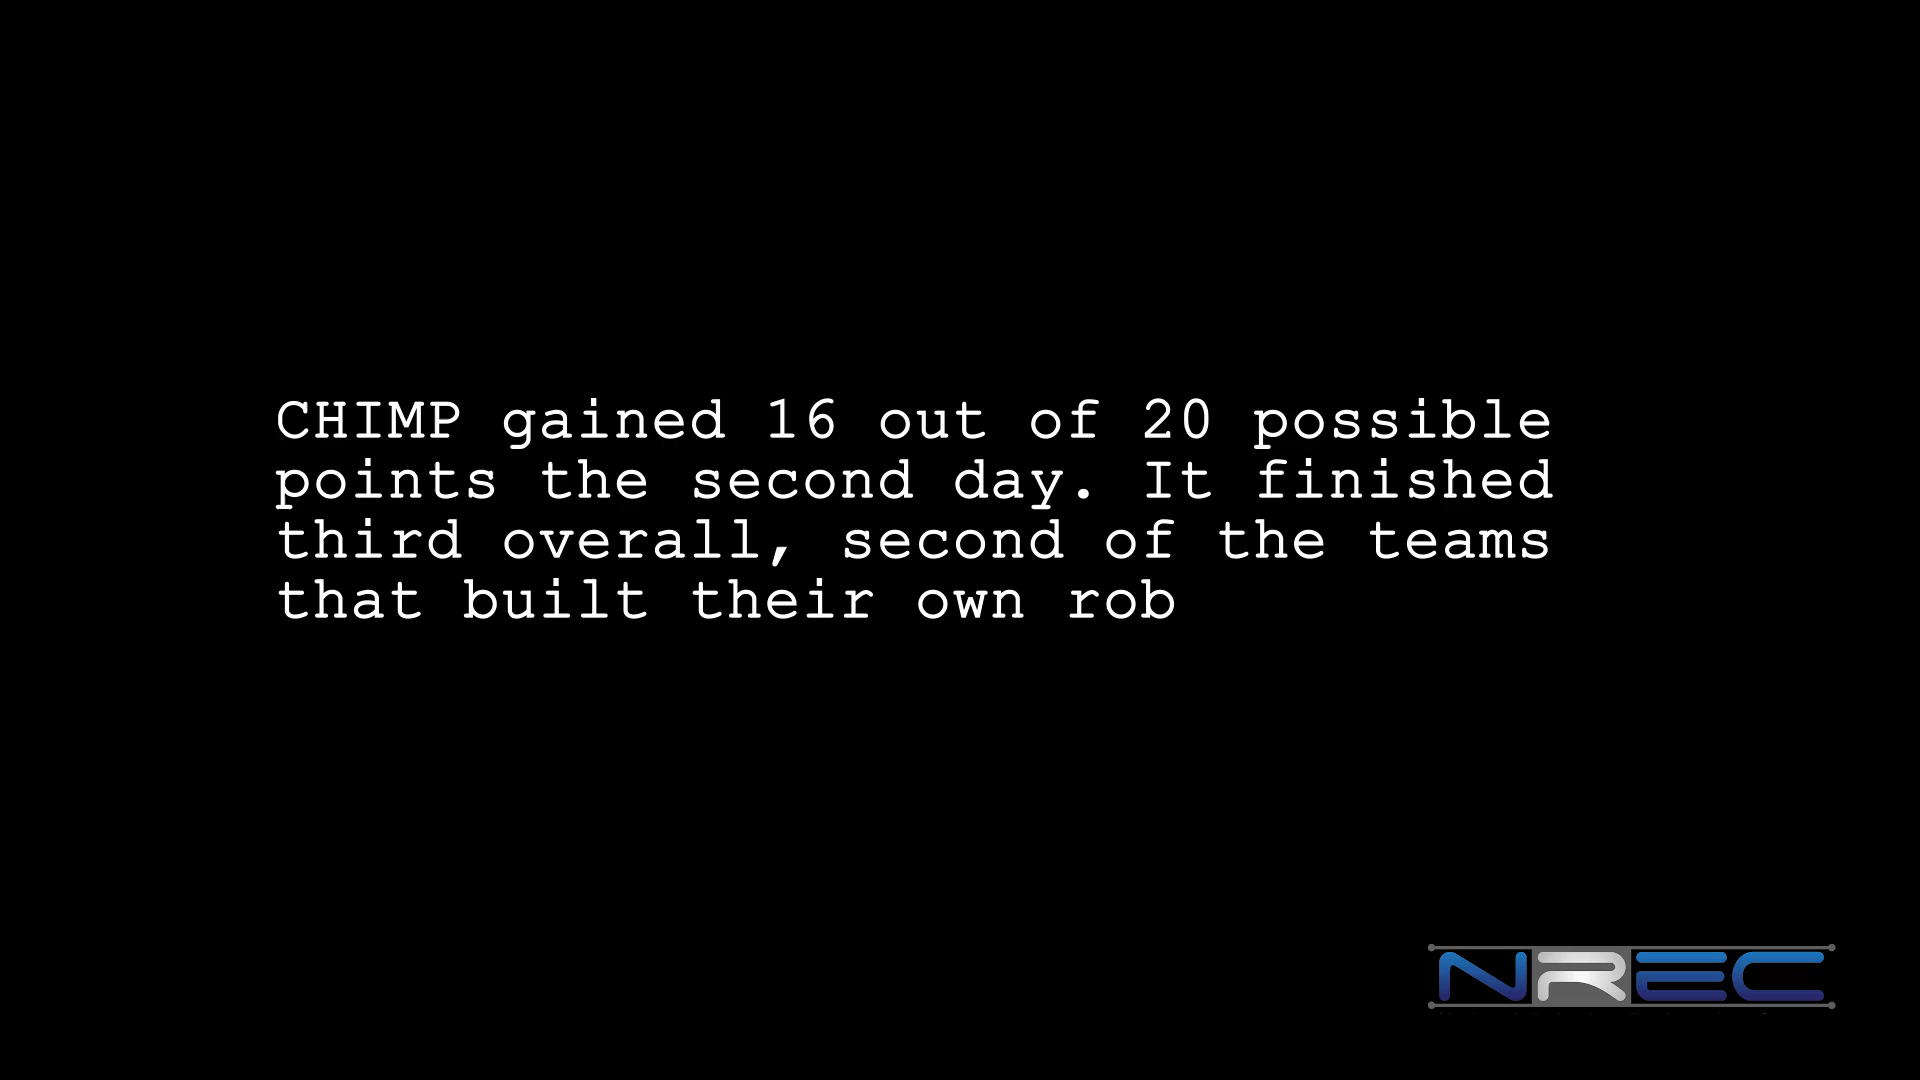 CHIMP gained 16 out of 20 possible
points the second day. It finished
third overall, second of the teams
that built their own rob
NREC